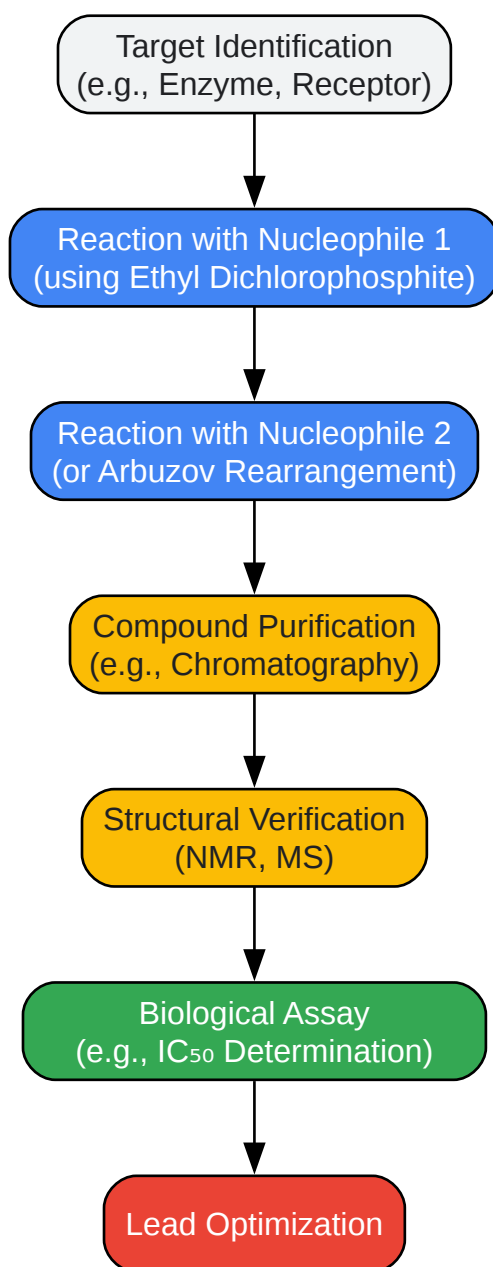 Target Identification
(e.g., Enzyme, Receptor)
Reaction with Nucleophile 1
(using Ethyl Dichlorophosphite)
Reaction with Nucleophile 2
(or Arbuzov Rearrangement)
Compound Purification
(e.g., Chromatography)
Structural Verification
(NMR, MS)
Biological Assay
(e.g., IC₅₀ Determination)
Lead Optimization